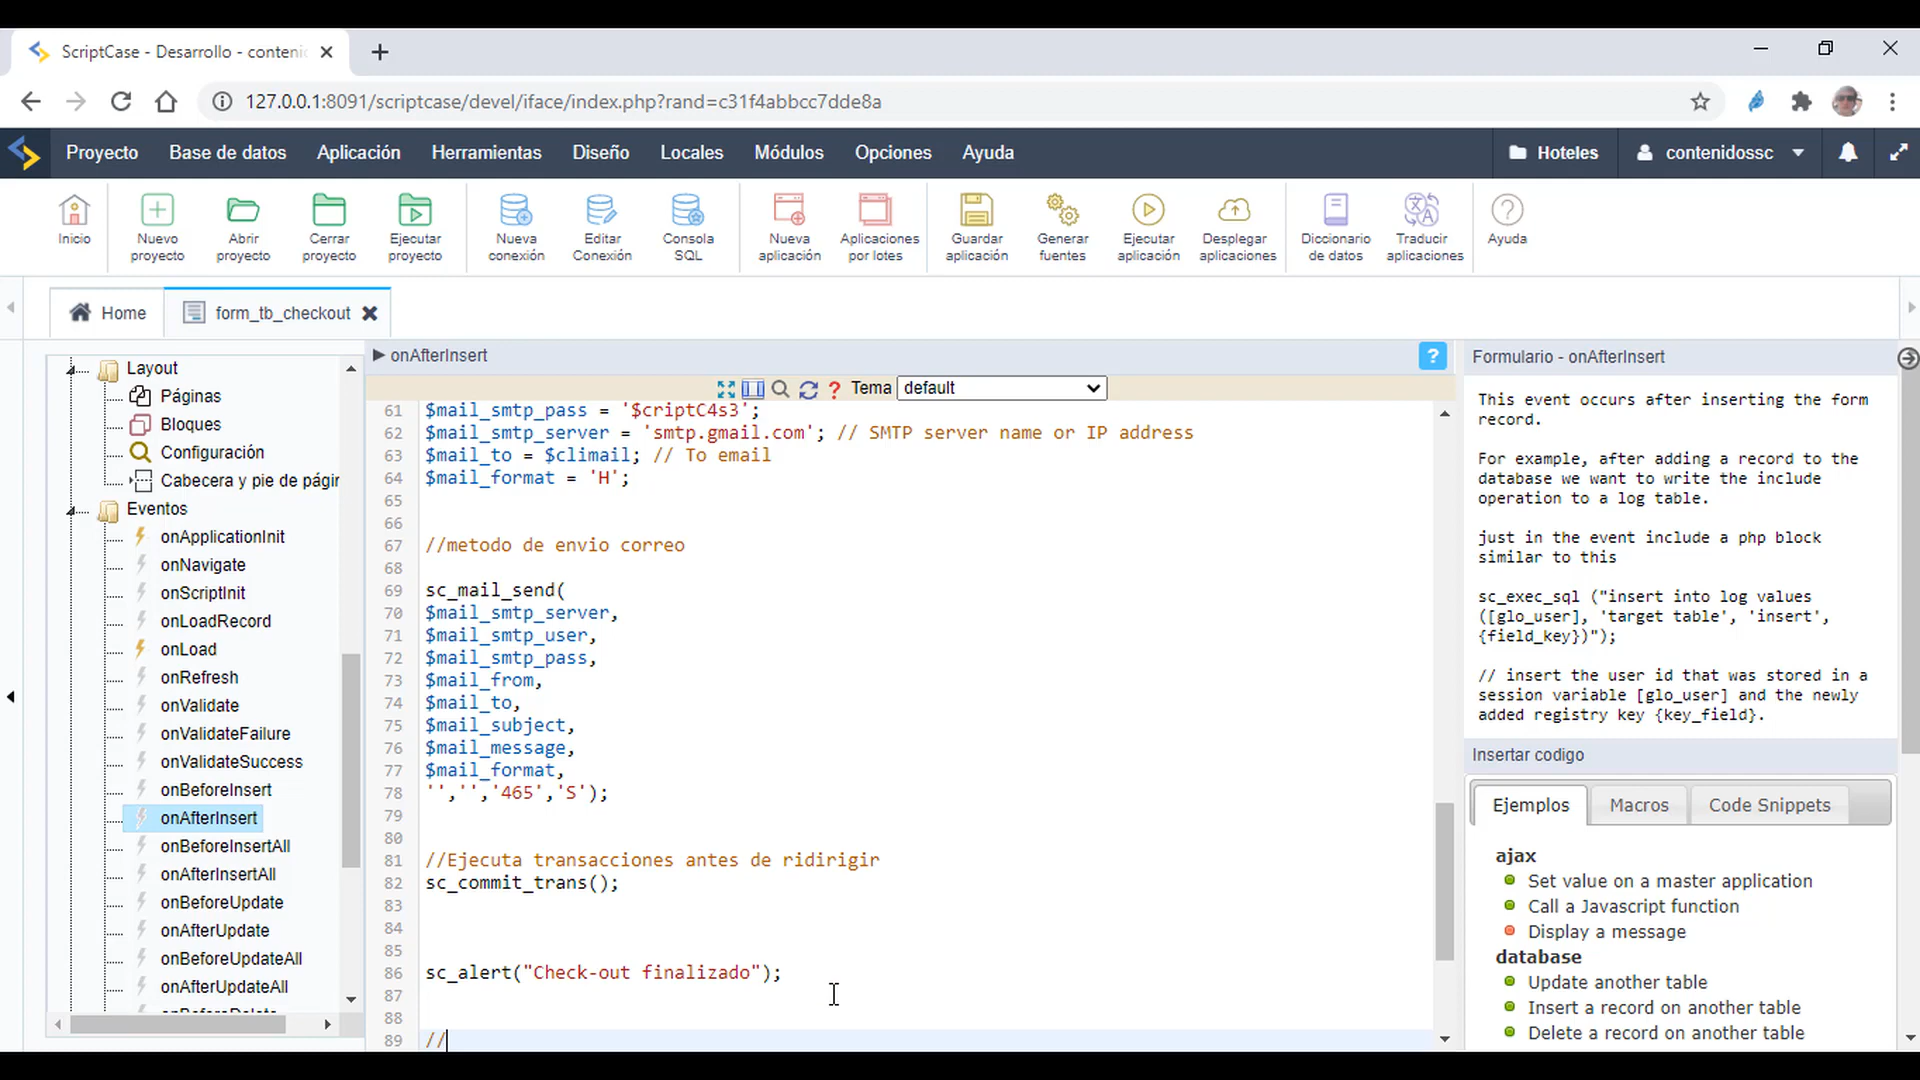 ScriptCase - Desarrollo - conteni
127.0.0.1:8091/scriptcase/devel/iface/index.php?rand=c31f4abbcc7dde8a
Proyecto Base de datos Aplicación Herramientas Diseño Locales Módulos Opciones Ayuda Hoteles contenidossc
Inicio
Nuevo proyecto
Abrir proyecto
Cerrar proyecto
Ejecutar proyecto
Nueva conexión
Editar Conexión
Consola SQL
Nueva aplicación
Aplicaciones por lotes
Guardar aplicación
Generar fuentes
Ejecutar aplicación
Desplegar aplicaciones
Diccionario de datos
Traducir aplicaciones
Ayuda
Home form_tb_checkout
Layout
Páginas
Bloques
Configuración
Cabecera y pie de págir
Eventos
onApplicationInit
onNavigate
onScriptInit
onLoadRecord
onLoad
onRefresh
onValidate
onValidateFailure
onValidateSuccess
onBeforeInsert
onAfterInsert
onBeforeInsertAll
onAfterInsertAll
onBeforeUpdate
onAfterUpdate
onBeforeUpdateAll
onAfterUpdateAll
onAfterInsert ?
? Tema default
61 $mail_smtp_pass = '$criptC4s3';
62 $mail_smtp_server = 'smtp.gmail.com'; // SMTP server name or IP address
63 $mail_to = $climail; // To email
64 $mail_format = 'H';
65
66
67 //metodo de envio correo
68
69 sc_mail_send(
70 $mail_smtp_server,
71 $mail_smtp_user,
72 $mail_smtp_pass,
73 $mail_from,
74 $mail_to,
75 $mail_subject,
76 $mail_message,
77 $mail_format,
78 '','','465','S');
79
80
81 //Ejecuta transacciones antes de ridirigir
82 sc_commit_trans();
83
84
85
86 sc_alert("Check-out finalizado");
87
88
89 //
Formulario - onAfterInsert
This event occurs after inserting the form
record.
For example, after adding a record to the
database we want to write the include
operation to a log table.
just in the event include a php block
similar to this
sc_exec_sql ("insert into log values
([glo_user], 'target table', 'insert',
{field_key})");
// insert the user id that was stored in a
session variable [glo_user] and the newly
added registry key {key_field}.
Insertar codigo
Ejemplos Macros Code Snippets
ajax
Set value on a master application
Call a Javascript function
Display a message
database
Update another table
Insert a record on another table
Delete a record on another table